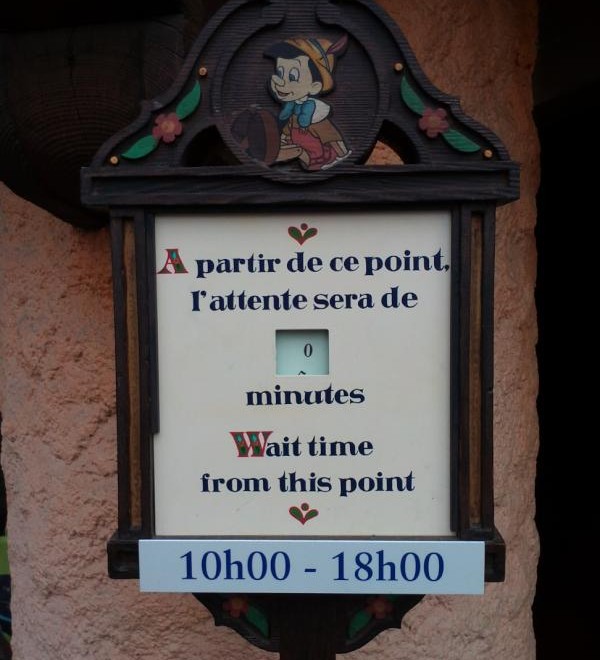 A partir de ce point,
l'attente sera de
0
minutes
Wait time
from this point
10h00 - 18h00